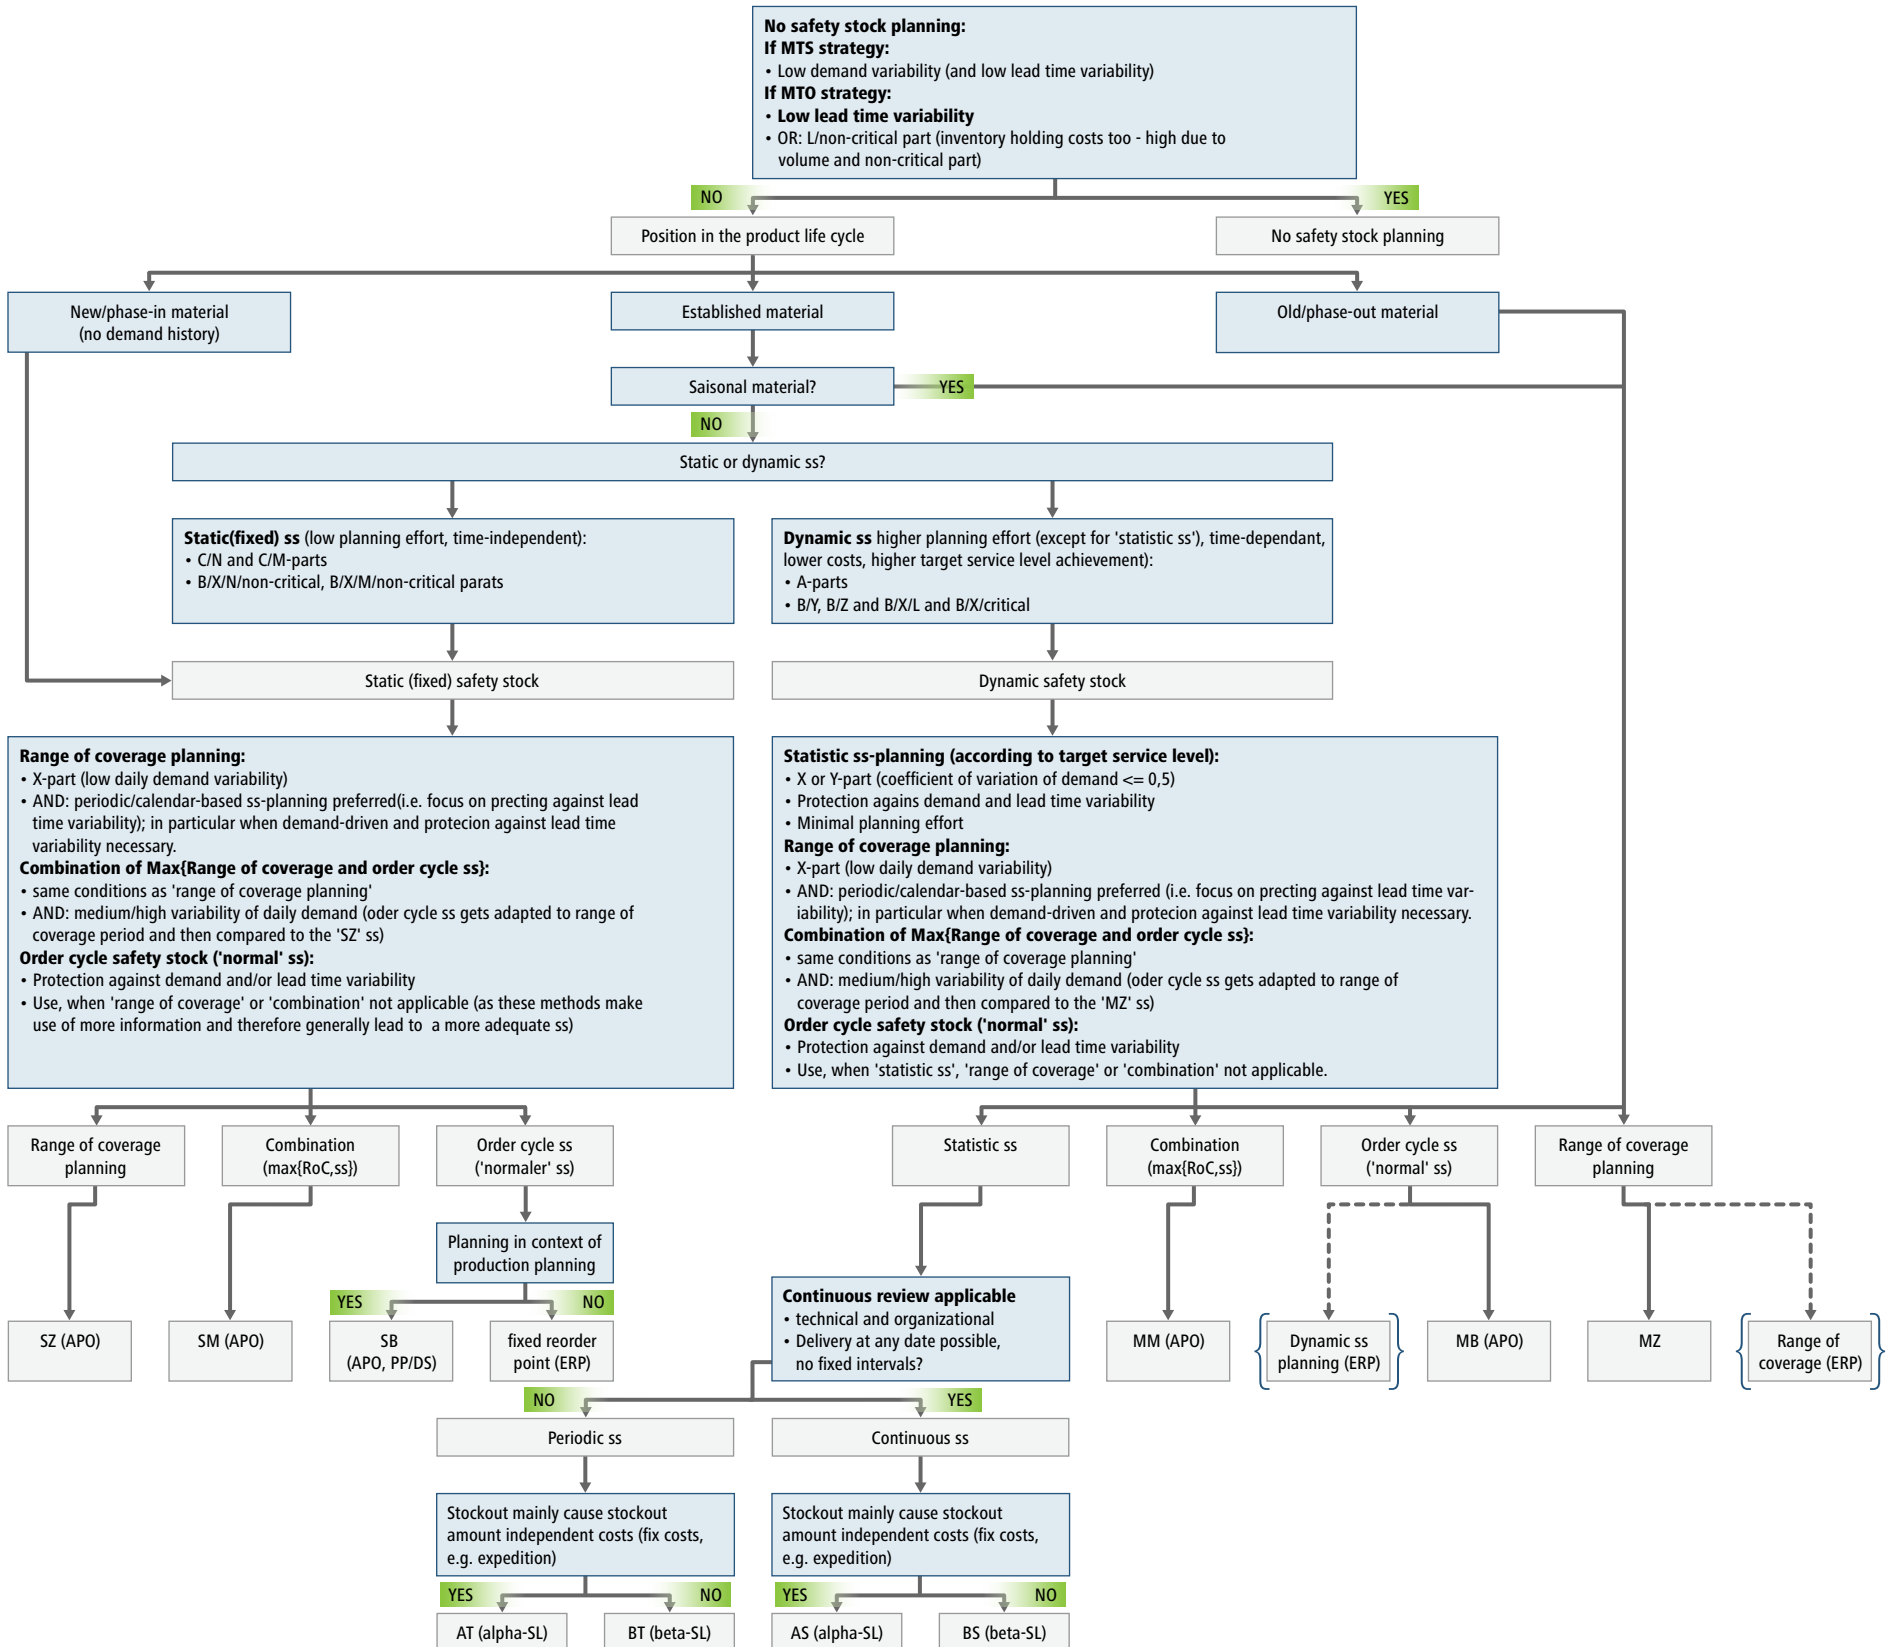 No safety stock planning:
If MTS strategy:
• Low demand variability (and low lead time variability)
If MTO strategy:
• Low lead time variability
• OR: L/non-critical part (inventory holding costs too - high due to
volume and non-critical part)
NO
YES
Position in the product life cycle
No safety stock planning
New/phase-in material
(no demand history)
Established material
Old/phase-out material
Saisonal material?
YES
NO
Static or dynamic ss?
Static(fixed) ss (low planning effort, time-independent):
• C/N and C/M-parts
• B/X/N/non-critical, B/X/M/non-critical parats
Dynamic ss higher planning effort (except for 'statistic ss'), time-dependant,
lower costs, higher target service level achievement):
• A-parts
• B/Y, B/Z and B/X/L and B/X/critical
Static (fixed) safety stock
Dynamic safety stock
Range of coverage planning:
• X-part (low daily demand variability)
• AND: periodic/calendar-based ss-planning preferred(i.e. focus on precting against lead
time variability); in particular when demand-driven and protecion against lead time
variability necessary.
Combination of Max{Range of coverage and order cycle ss}:
• same conditions as 'range of coverage planning'
• AND: medium/high variability of daily demand (oder cycle ss gets adapted to range of
coverage period and then compared to the 'SZ' ss)
Order cycle safety stock ('normal' ss):
• Protection against demand and/or lead time variability
• Use, when 'range of coverage' or 'combination' not applicable (as these methods make
use of more information and therefore generally lead to a more adequate ss)
Statistic ss-planning (according to target service level):
• X or Y-part (coefficient of variation of demand <= 0,5)
• Protection agains demand and lead time variability
• Minimal planning effort
Range of coverage planning:
• X-part (low daily demand variability)
• AND: periodic/calendar-based ss-planning preferred (i.e. focus on precting against lead time var-
iability); in particular when demand-driven and protecion against lead time variability necessary.
Combination of Max{Range of coverage and order cycle ss}:
• same conditions as 'range of coverage planning'
• AND: medium/high variability of daily demand (oder cycle ss gets adapted to range of
coverage period and then compared to the 'MZ' ss)
Order cycle safety stock ('normal' ss):
• Protection against demand and/or lead time variability
• Use, when 'statistic ss', 'range of coverage' or 'combination' not applicable.
Range of coverage
planning
Combination
(max{RoC,ss})
Order cycle ss
('normaler' ss)
Statistic ss
Combination
(max{RoC,ss})
Order cycle ss
('normal' ss)
Range of coverage
planning
Planning in context of
production planning
YES
NO
SZ (APO)
SM (APO)
SB
(APO, PP/DS)
fixed reorder
point (ERP)
Continuous review applicable
• technical and organizational
• Delivery at any date possible,
no fixed intervals?
MM (APO)
Dynamic ss
planning (ERP)
MB (APO)
MZ
Range of
coverage (ERP)
NO
YES
Periodic ss
Continuous ss
Stockout mainly cause stockout
amount independent costs (fix costs,
e.g. expedition)
Stockout mainly cause stockout
amount independent costs (fix costs,
e.g. expedition)
YES
NO
YES
NO
AT (alpha-SL)
BT (beta-SL)
AS (alpha-SL)
BS (beta-SL)